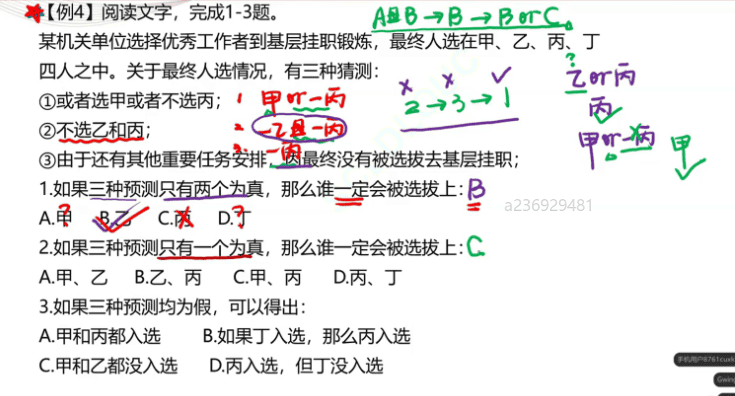 【例4】阅读文字，完成1-3题。
A且B→B→B or C
某机关单位选择优秀工作者到基层挂职锻炼，最终人选在甲、乙、丙、丁
四人之中。关于最终人选情况，有三种猜测：
?
乙 or 丙
丙
①或者选甲或者不选丙；
1 甲 or 一丙
2→3→1
②不选乙和丙；
2. 一乙且一丙
甲 or 一丙 甲
3. 一丙
③由于还有其他重要任务安排，丙最终没有被选拔去基层挂职；
1.如果三种预测只有两个为真，那么谁一定会被选拔上：B
a236929481
A.甲 B.乙 C.丙 D.丁
? ?
2.如果三种预测只有一个为真，那么谁一定会被选拔上：C
A.甲、乙 B.乙、丙 C.甲、丙 D.丙、丁
3.如果三种预测均为假，可以得出：
A.甲和丙都入选 B.如果丁入选，那么丙入选
C.甲和乙都没入选 D.丙入选，但丁没入选